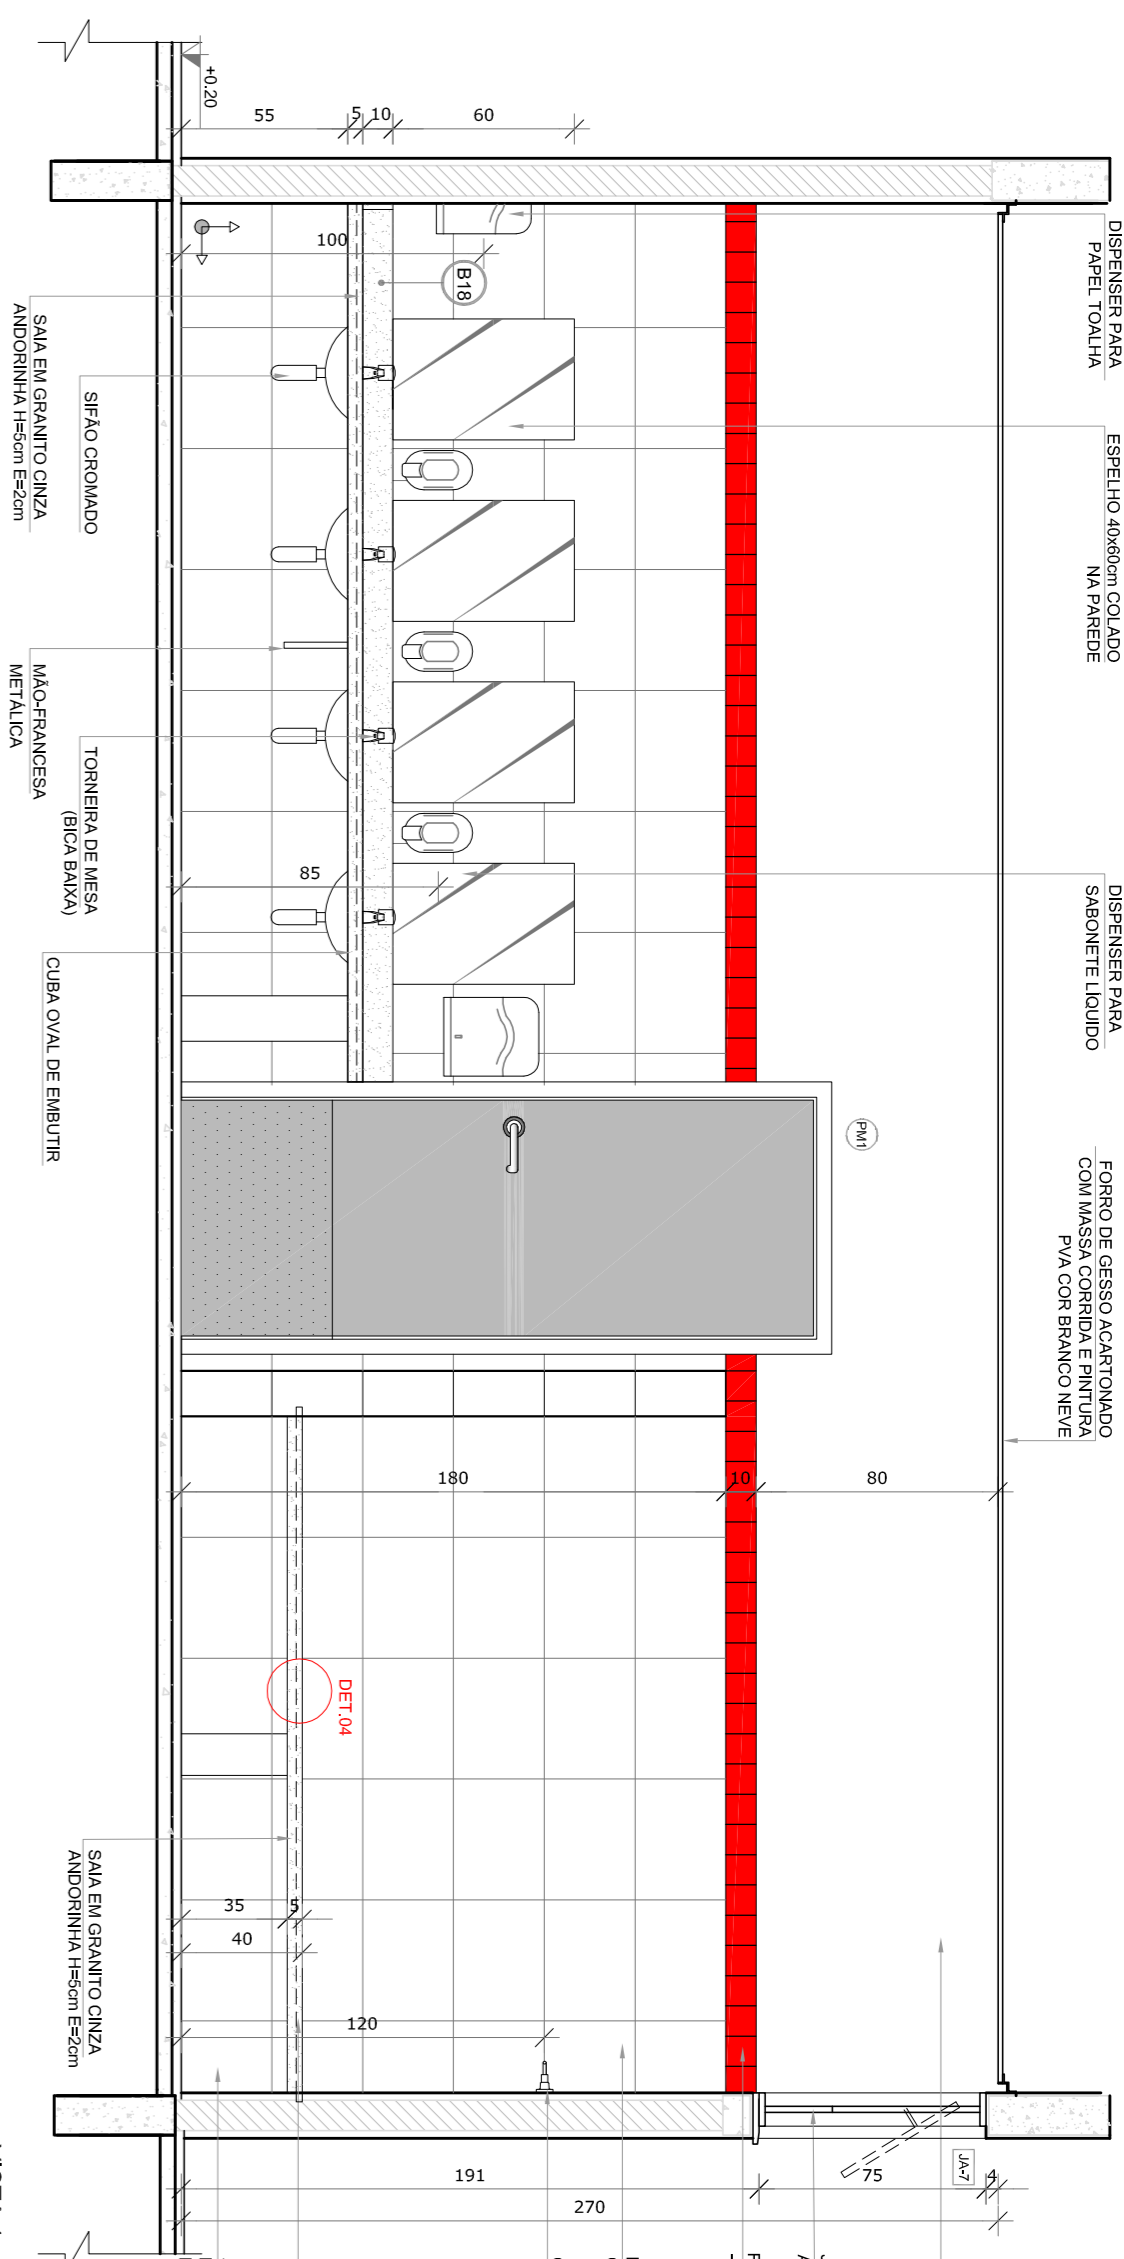 DISPENSER PARA
PAPEL TOALHA
ESPELHO 40x60cm COLADO
NA PAREDE
DISPENSER PARA
SABONETE LÍQUIDO
FORRO DE GESSO ACARTONADO
COM MASSA CORRIDA E PINTURA
PVA COR BRANCO NEVE
PM1
JA-7
B18
DET.04
+0.20
55
5
10
60
100
85
180
10
80
35
5
40
120
191
75
4
270
SAIA EM GRANITO CINZA
ANDORINHA H=5cm E=2cm
SIFÃO CROMADO
MÃO-FRANCESA
METÁLICA
TORNEIRA DE MESA
(BICA BAIXA)
CUBA OVAL DE EMBUTIR
SAIA EM GRANITO CINZA
ANDORINHA H=5cm E=2cm